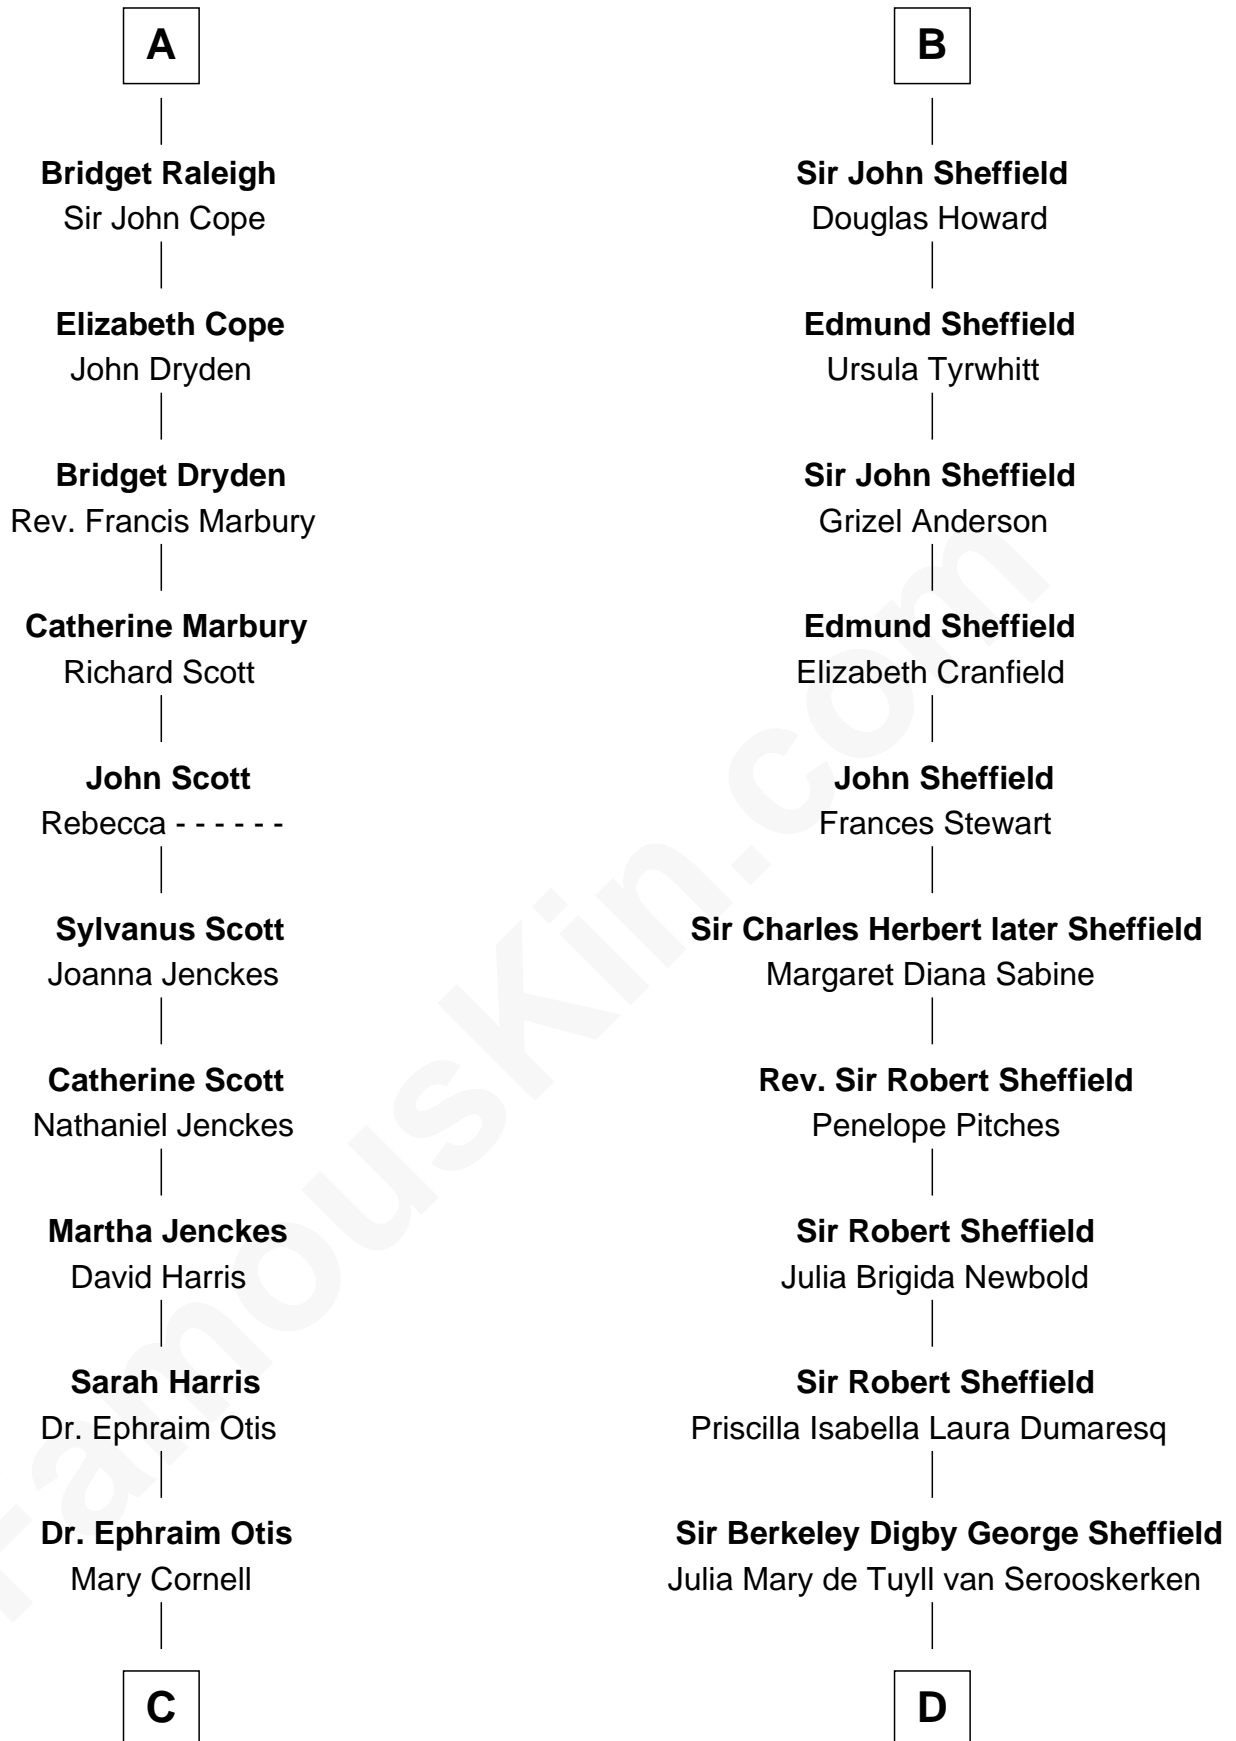 A
Bridget Raleigh
Sir John Cope
Elizabeth Cope
John Dryden
Bridget Dryden
Rev. Francis Marbury
Catherine Marbury
Richard Scott
John Scott
Rebecca - - - - - -
Sylvanus Scott
Joanna Jenckes
Catherine Scott
Nathaniel Jenckes
Martha Jenckes
David Harris
Sarah Harris
Dr. Ephraim Otis
Dr. Ephraim Otis
Mary Cornell
C
B
Sir John Sheffield
Douglas Howard
Edmund Sheffield
Ursula Tyrwhitt
Sir John Sheffield
Grizel Anderson
Edmund Sheffield
Elizabeth Cranfield
John Sheffield
Frances Stewart
Sir Charles Herbert later Sheffield
Margaret Diana Sabine
Rev. Sir Robert Sheffield
Penelope Pitches
Sir Robert Sheffield
Julia Brigida Newbold
Sir Robert Sheffield
Priscilla Isabella Laura Dumaresq
Sir Berkeley Digby George Sheffield
Julia Mary de Tuyll van Serooskerken
D
FamousKin.com